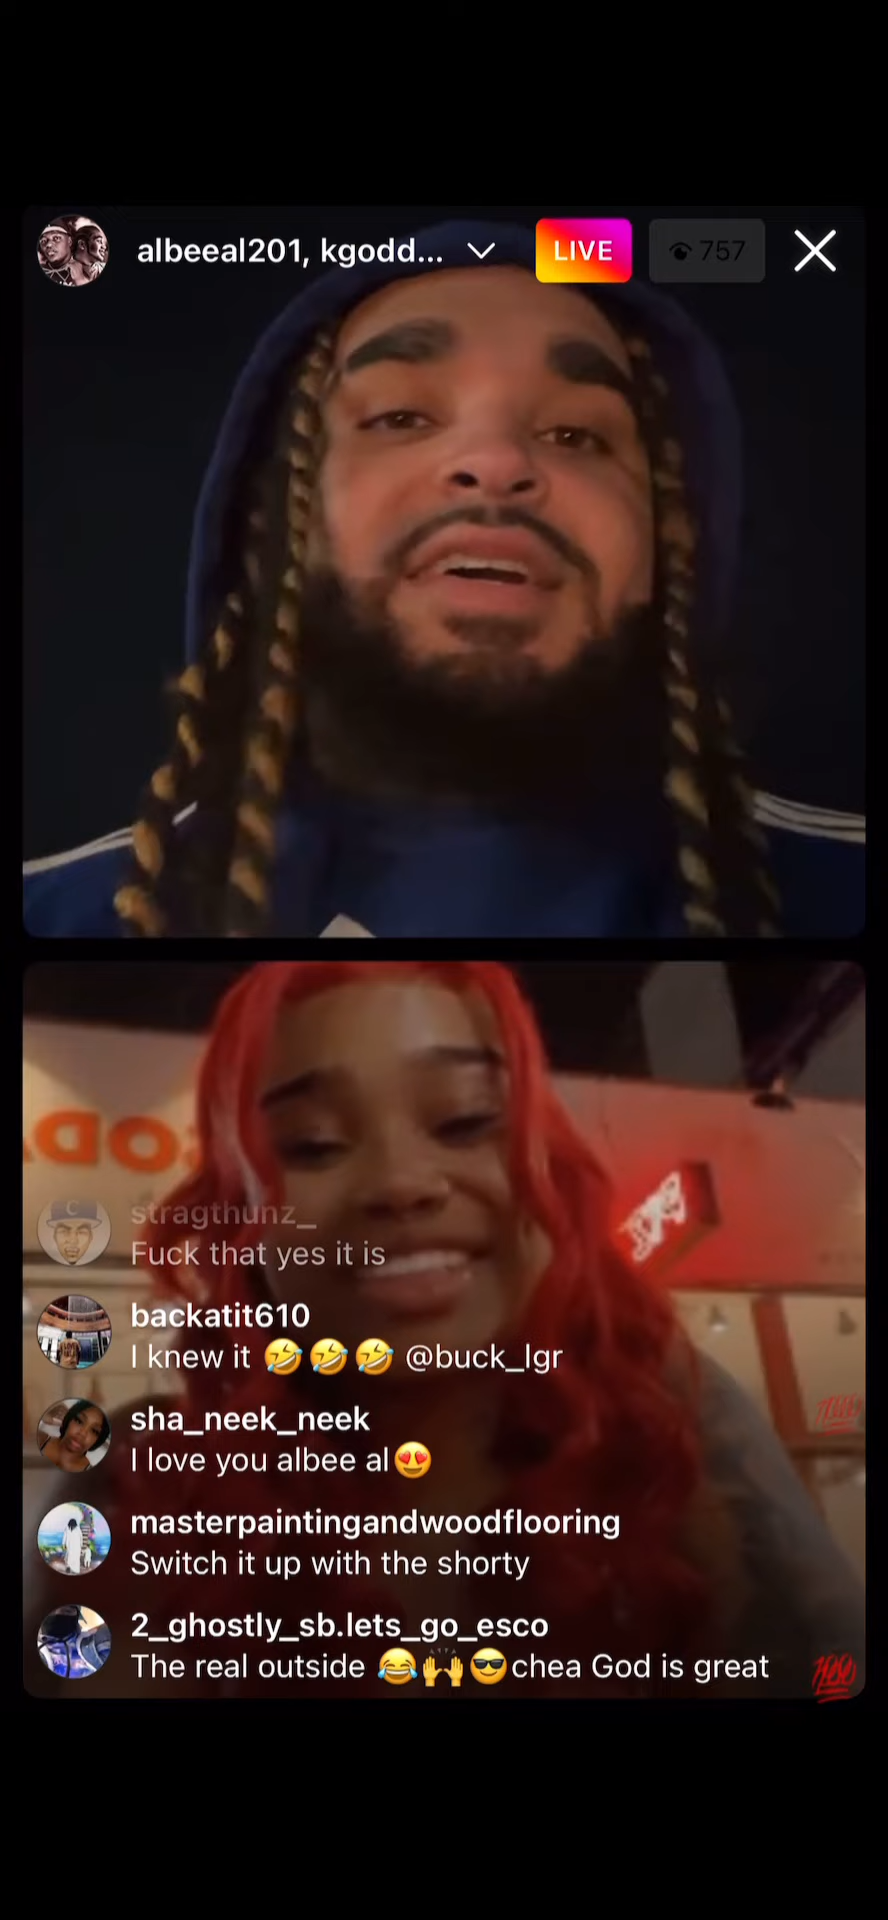 albeeal201, kgodd...
LIVE
757
stragthunz_
Fuck that yes it is
backatit610
I knew it 🤣🤣🤣 @buck_lgr
sha_neek_neek
I love you albee al😍
masterpaintingandwoodflooring
Switch it up with the shorty
2_ghostly_sb.lets_go_esco
The real outside 😂🙌😎chea God is great